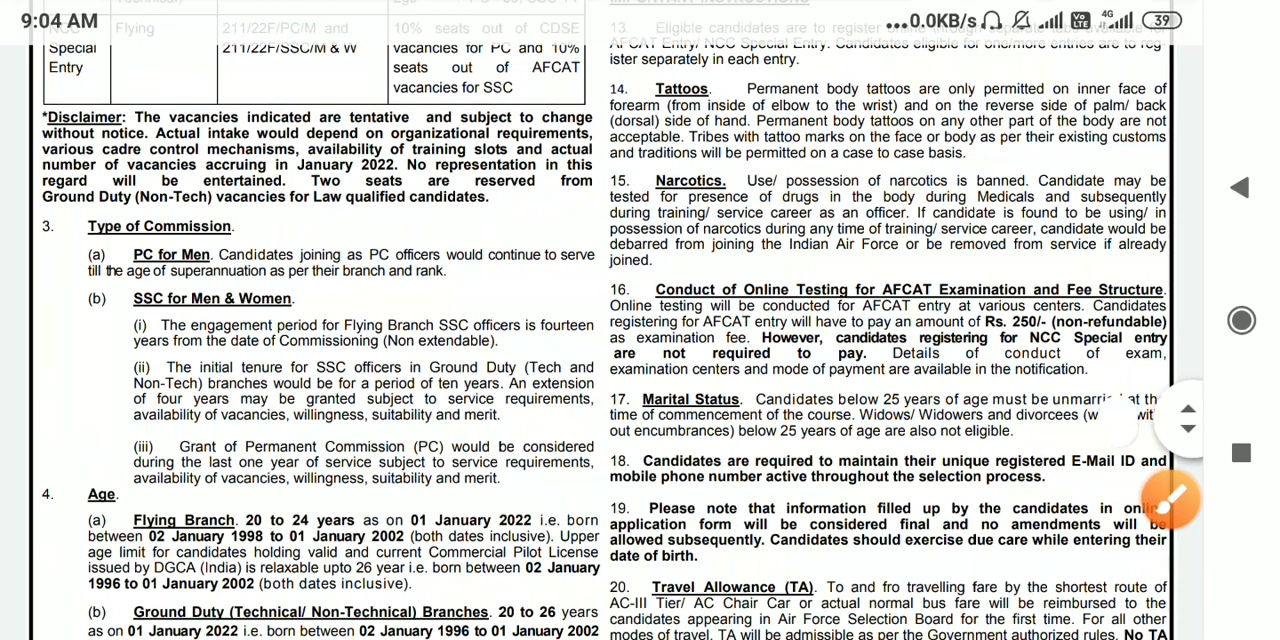 9:04 AM
...0.0KB/s
Vo LTE
4G
39
Flying
211/22F/PC/M and
10% seats out of CDSE
Special
211/22F/SSC/M & W
vacancies for PC and 10%
Entry
seats out of AFCAT
vacancies for SSC
*Disclaimer: The vacancies indicated are tentative and subject to change
without notice. Actual intake would depend on organizational requirements,
various cadre control mechanisms, availability of training slots and actual
number of vacancies accruing in January 2022. No representation in this
regard will be entertained. Two seats are reserved from
Ground Duty (Non-Tech) vacancies for Law qualified candidates.
3. Type of Commission.
(a) PC for Men. Candidates joining as PC officers would continue to serve
till the age of superannuation as per their branch and rank.
(b) SSC for Men & Women.
(i) The engagement period for Flying Branch SSC officers is fourteen
years from the date of Commissioning (Non extendable).
(ii) The initial tenure for SSC officers in Ground Duty (Tech and
Non-Tech) branches would be for a period of ten years. An extension
of four years may be granted subject to service requirements,
availability of vacancies, willingness, suitability and merit.
(iii) Grant of Permanent Commission (PC) would be considered
during the last one year of service subject to service requirements,
availability of vacancies, willingness, suitability and merit.
4. Age.
(a) Flying Branch. 20 to 24 years as on 01 January 2022 i.e. born
between 02 January 1998 to 01 January 2002 (both dates inclusive). Upper
age limit for candidates holding valid and current Commercial Pilot License
issued by DGCA (India) is relaxable upto 26 year i.e. born between 02 January
1996 to 01 January 2002 (both dates inclusive).
(b) Ground Duty (Technical/ Non-Technical) Branches. 20 to 26 years
as on 01 January 2022 i.e. born between 02 January 1996 to 01 January 2002
13. Eligible candidates are to register
AFCAT Entry/ NCC Special Entry. Candidates eligible for one/more entries are to reg-
ister separately in each entry.
14. Tattoos. Permanent body tattoos are only permitted on inner face of
forearm (from inside of elbow to the wrist) and on the reverse side of palm/ back
(dorsal) side of hand. Permanent body tattoos on any other part of the body are not
acceptable. Tribes with tattoo marks on the face or body as per their existing customs
and traditions will be permitted on a case to case basis.
15. Narcotics. Use/ possession of narcotics is banned. Candidate may be
tested for presence of drugs in the body during Medicals and subsequently
during training/ service career as an officer. If candidate is found to be using/ in
possession of narcotics during any time of training/ service career, candidate would be
debarred from joining the Indian Air Force or be removed from service if already
joined.
16. Conduct of Online Testing for AFCAT Examination and Fee Structure.
Online testing will be conducted for AFCAT entry at various centers. Candidates
registering for AFCAT entry will have to pay an amount of Rs. 250/- (non-refundable)
as examination fee. However, candidates registering for NCC Special entry
are not required to pay. Details of conduct of exam,
examination centers and mode of payment are available in the notification.
17. Marital Status. Candidates below 25 years of age must be at
time of commencement of the course. Widows/ Widowers and divorcees
out encumbrances) below 25 years of age are also not eligible.
18. Candidates are required to maintain their unique registered E-Mail ID and
mobile phone number active throughout the selection process.
19. Please note that information filled up by the candidates in
application form will be considered final and no amendments will be
allowed subsequently. Candidates should exercise due care while entering their
date of birth.
20. Travel Allowance (TA). To and fro travelling fare by the shortest route of
AC-III Tier/ AC Chair Car or actual normal bus fare will be reimbursed to the
candidates appearing in Air Force Selection Board for the first time. For all other
modes of travel, TA will be admissible as per the Government authorized rules. No TA